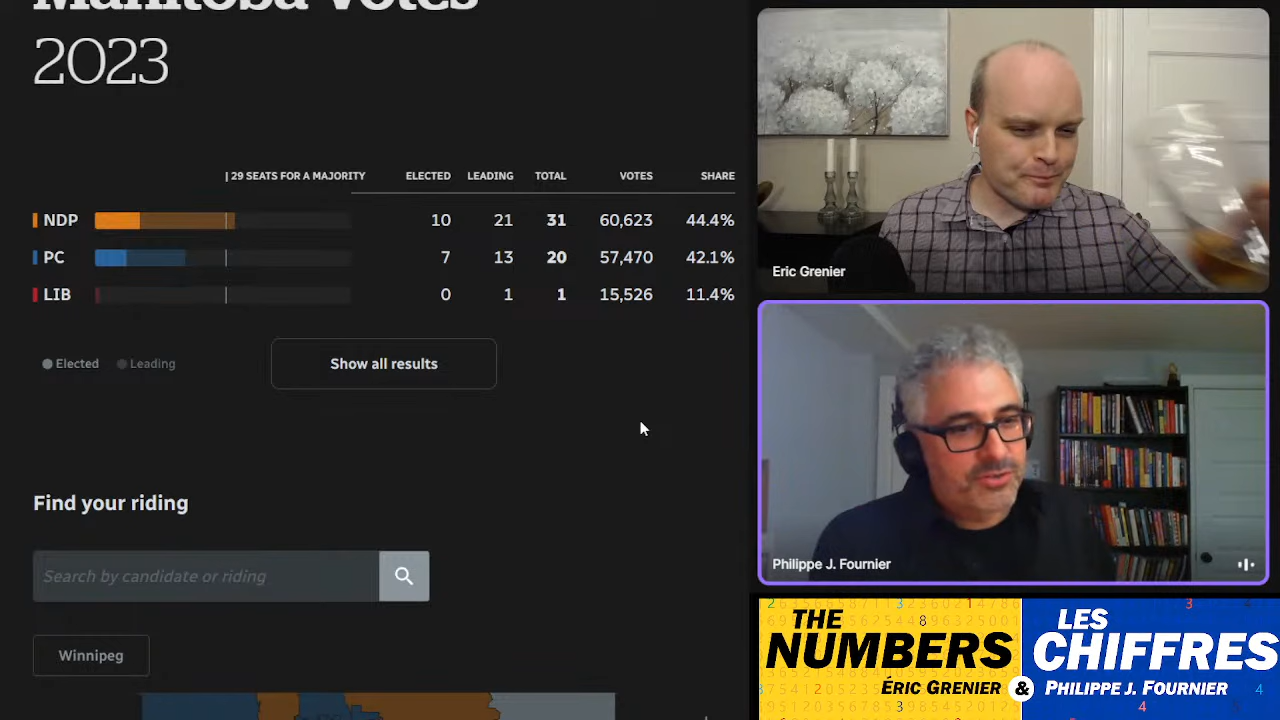 Manitoba Votes
2023
| 29 SEATS FOR A MAJORITY ELECTED LEADING TOTAL VOTES SHARE
NDP 10 21 31 60,623 44.4%
PC 7 13 20 57,470 42.1%
LIB 0 1 1 15,526 11.4%
Elected Leading
Show all results
Find your riding
Search by candidate or riding
Winnipeg
Eric Grenier
Philippe J. Fournier
THE
NUMBERS
LES
CHIFFRES
ÉRIC GRENIER & PHILIPPE J. FOURNIER